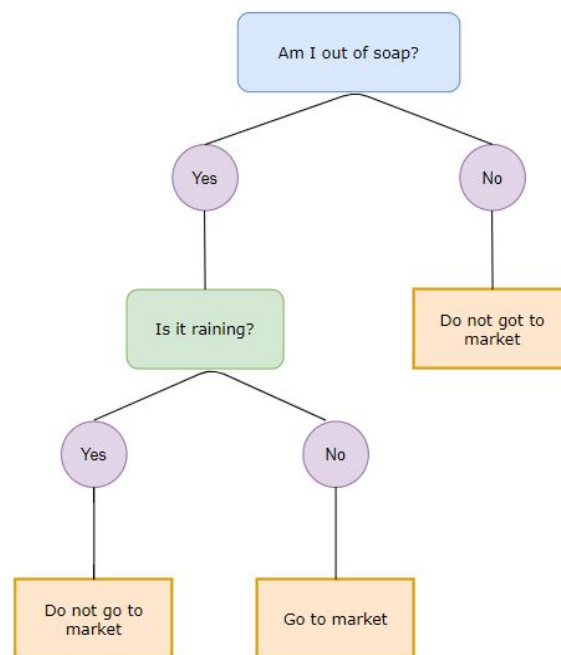 Am I out of soap?
Yes
No
Is it raining?
Do not got to
market
Yes
No
Do not go to
market
Go to market